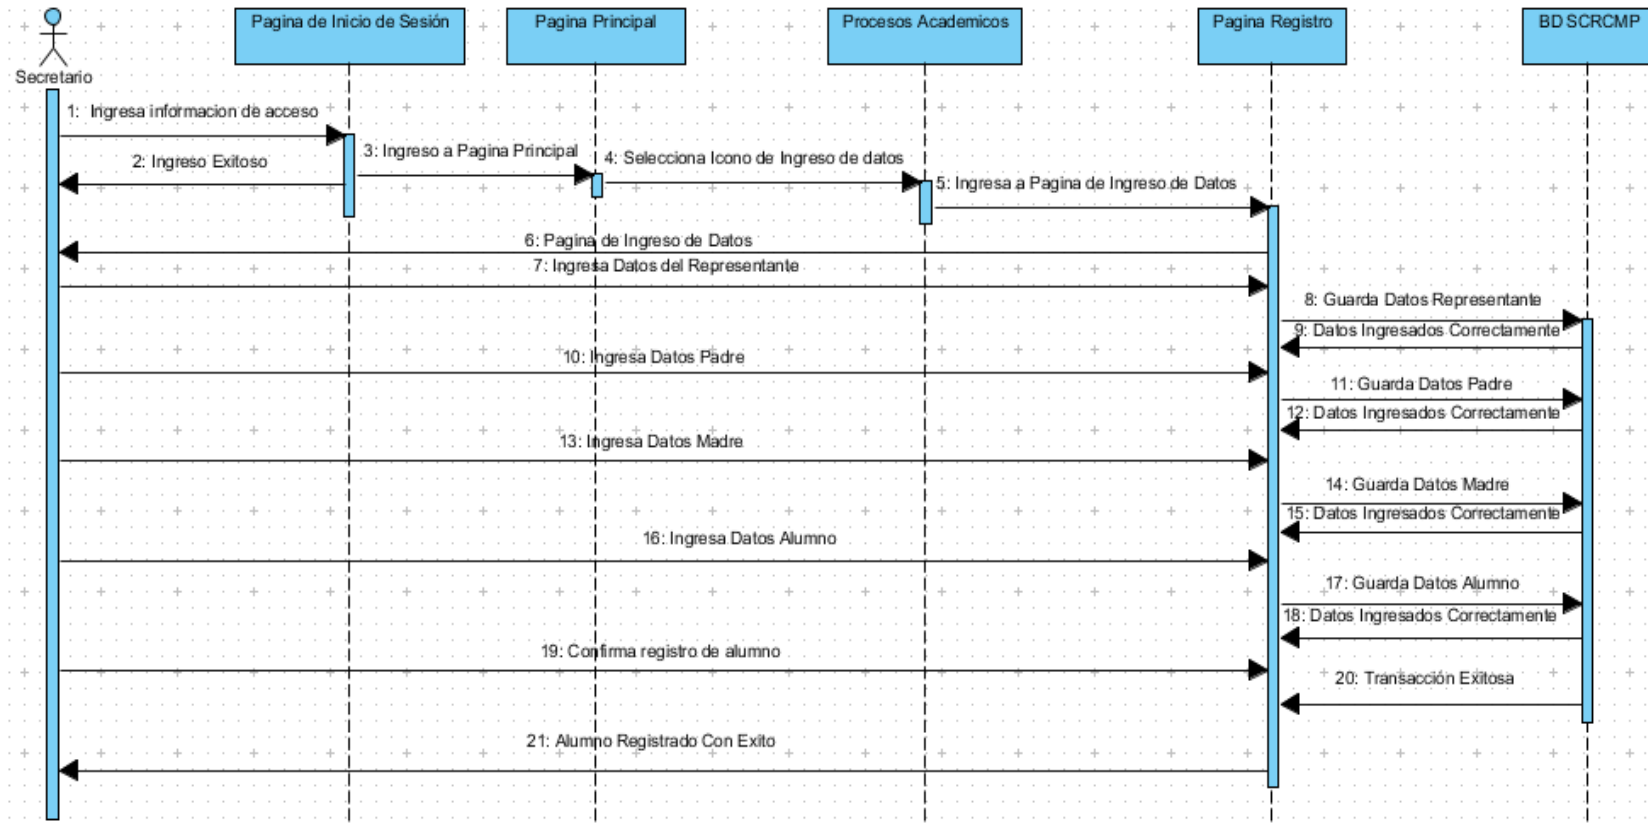 Pagina de Inicio de Sesión
Pagina Principal
Procesos Academicos
Pagina Registro
BD SCRCMP
Secretario
1: Ingresa informacion de acceso
2: Ingreso Exitoso
3: Ingreso a Pagina Principal
4: Selecciona Icono de Ingreso de datos
5: Ingresa a Pagina de Ingreso de Datos
6: Pagina de Ingreso de Datos
7: Ingresa Datos del Representante
8: Guarda Datos Representante
9: Datos Ingresados Correctamente
10: Ingresa Datos Padre
11: Guarda Datos Padre
12: Datos Ingresados Correctamente
13: Ingresa Datos Madre
14: Guarda Datos Madre
15: Datos Ingresados Correctamente
16: Ingresa Datos Alumno
17: Guarda Datos Alumno
18: Datos Ingresados Correctamente
19: Confirma registro de alumno
20: Transacción Exitosa
21: Alumno Registrado Con Exito